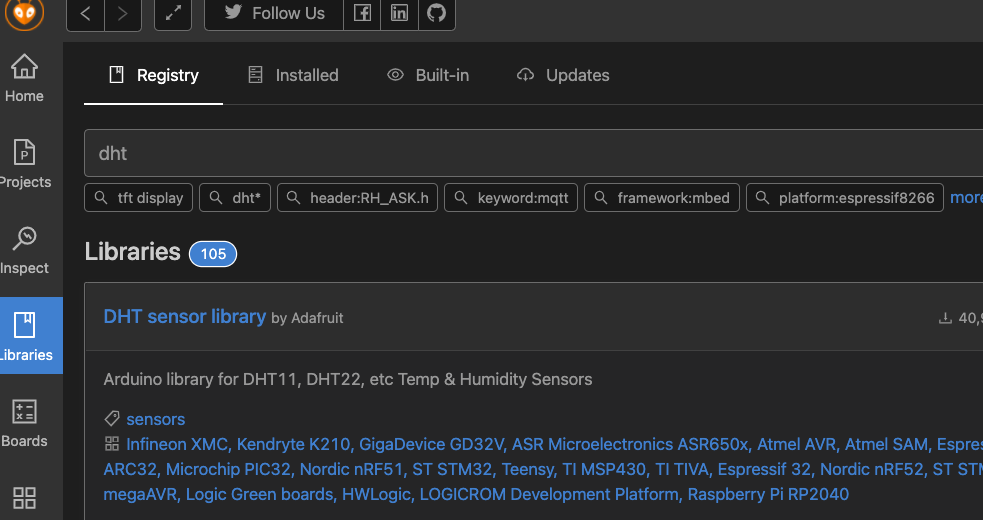 Follow Us
Home
Registry
Installed
Built-in
Updates
P
Projects
dht
tft display
dht*
header:RH_ASK.h
keyword:mqtt
framework:mbed
platform:espressif8266
more
Inspect
Libraries 105
Libraries
DHT sensor library by Adafruit
40,9
Arduino library for DHT11, DHT22, etc Temp & Humidity Sensors
sensors
Boards
Infineon XMC, Kendryte K210, GigaDevice GD32V, ASR Microelectronics ASR650x, Atmel AVR, Atmel SAM, Espres
ARC32, Microchip PIC32, Nordic nRF51, ST STM32, Teensy, TI MSP430, TI TIVA, Espressif 32, Nordic nRF52, ST STM
megaAVR, Logic Green boards, HWLogic, LOGICROM Development Platform, Raspberry Pi RP2040